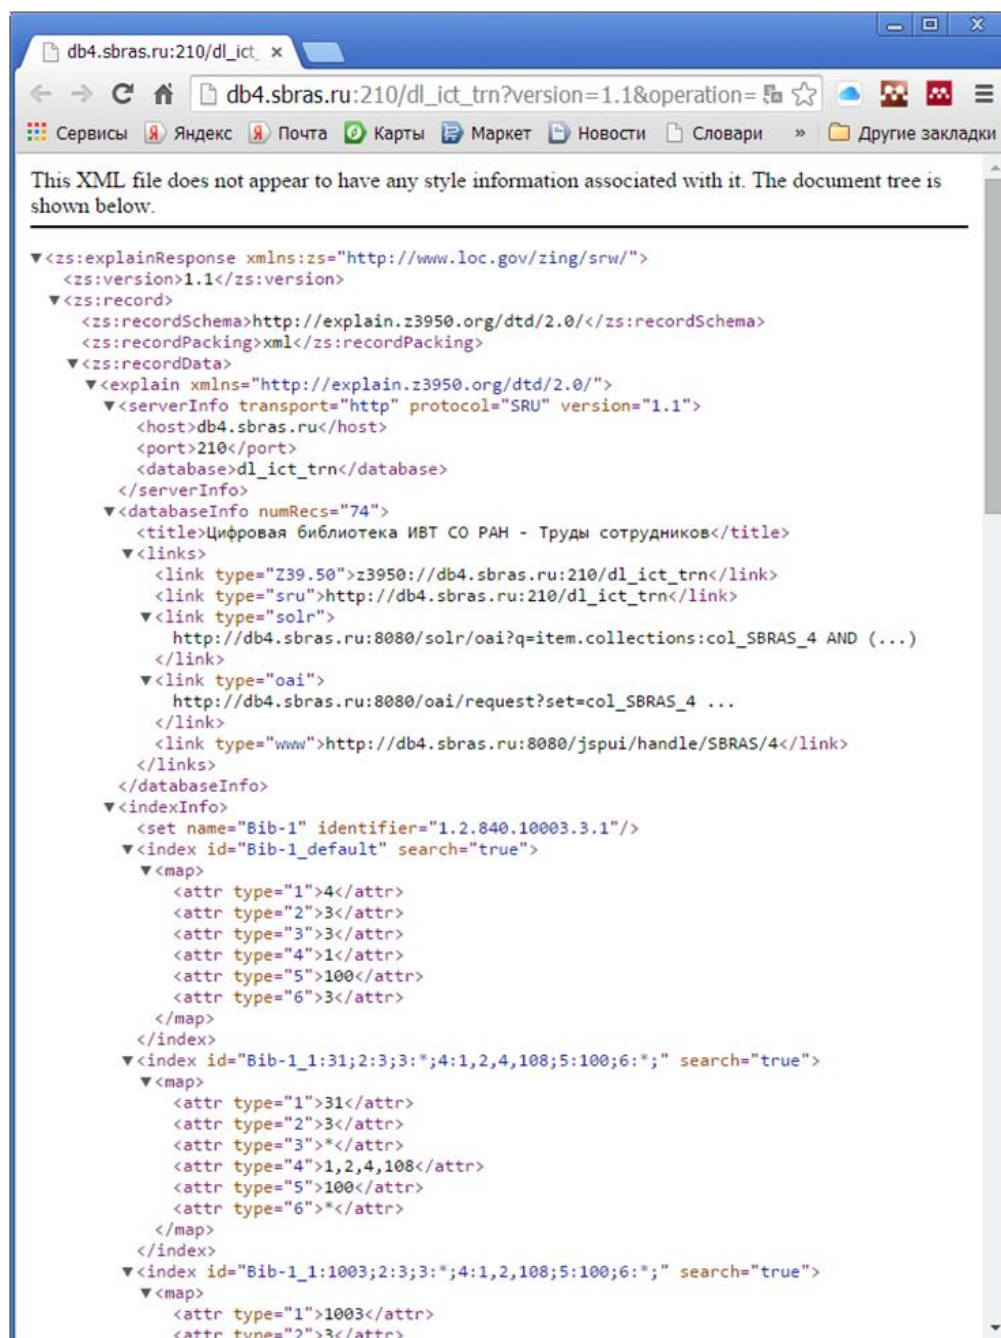 db4.sbras.ru:210/dl_ict_
db4.sbras.ru:210/dl_ict_trn?version=1.1&operation=
Сервисы Яндекс Почта Карты Маркет Новости Словари » Другие закладки
This XML file does not appear to have any style information associated with it. The document tree is
shown below.
▼<zs:explainResponse xmlns:zs="http://www.loc.gov/zing/srw/">
<zs:version>1.1</zs:version>
▼<zs:record>
<zs:recordSchema>http://explain.z3950.org/dtd/2.0/</zs:recordSchema>
<zs:recordPacking>xml</zs:recordPacking>
▼<zs:recordData>
▼<explain xmlns="http://explain.z3950.org/dtd/2.0/">
▼<serverInfo transport="http" protocol="SRU" version="1.1">
<host>db4.sbras.ru</host>
<port>210</port>
<database>dl_ict_trn</database>
</serverInfo>
▼<databaseInfo numRecs="74">
<title>Цифровая библиотека ИВТ СО РАН - Труды сотрудников</title>
▼<links>
<link type="Z39.50">z3950://db4.sbras.ru:210/dl_ict_trn</link>
<link type="sru">http://db4.sbras.ru:210/dl_ict_trn</link>
▼<link type="solr">
http://db4.sbras.ru:8080/solr/oai?q=item.collections:col_SBRAS_4 AND (...)
</link>
▼<link type="oai">
http://db4.sbras.ru:8080/oai/request?set=col_SBRAS_4 ...
</link>
<link type="www">http://db4.sbras.ru:8080/jspui/handle/SBRAS/4</link>
</links>
</databaseInfo>
▼<indexInfo>
<set name="Bib-1" identifier="1.2.840.10003.3.1"/>
▼<index id="Bib-1_default" search="true">
▼<map>
<attr type="1">4</attr>
<attr type="2">3</attr>
<attr type="3">3</attr>
<attr type="4">1</attr>
<attr type="5">100</attr>
<attr type="6">3</attr>
</map>
</index>
▼<index id="Bib-1_1:31;2:3;3:*;4:1,2,4,108;5:100;6:*;" search="true">
▼<map>
<attr type="1">31</attr>
<attr type="2">3</attr>
<attr type="3">*</attr>
<attr type="4">1,2,4,108</attr>
<attr type="5">100</attr>
<attr type="6">*</attr>
</map>
</index>
▼<index id="Bib-1_1:1003;2:3;3:*;4:1,2,108;5:100;6:*;" search="true">
▼<map>
<attr type="1">1003</attr>
<attr type="2">3</attr>